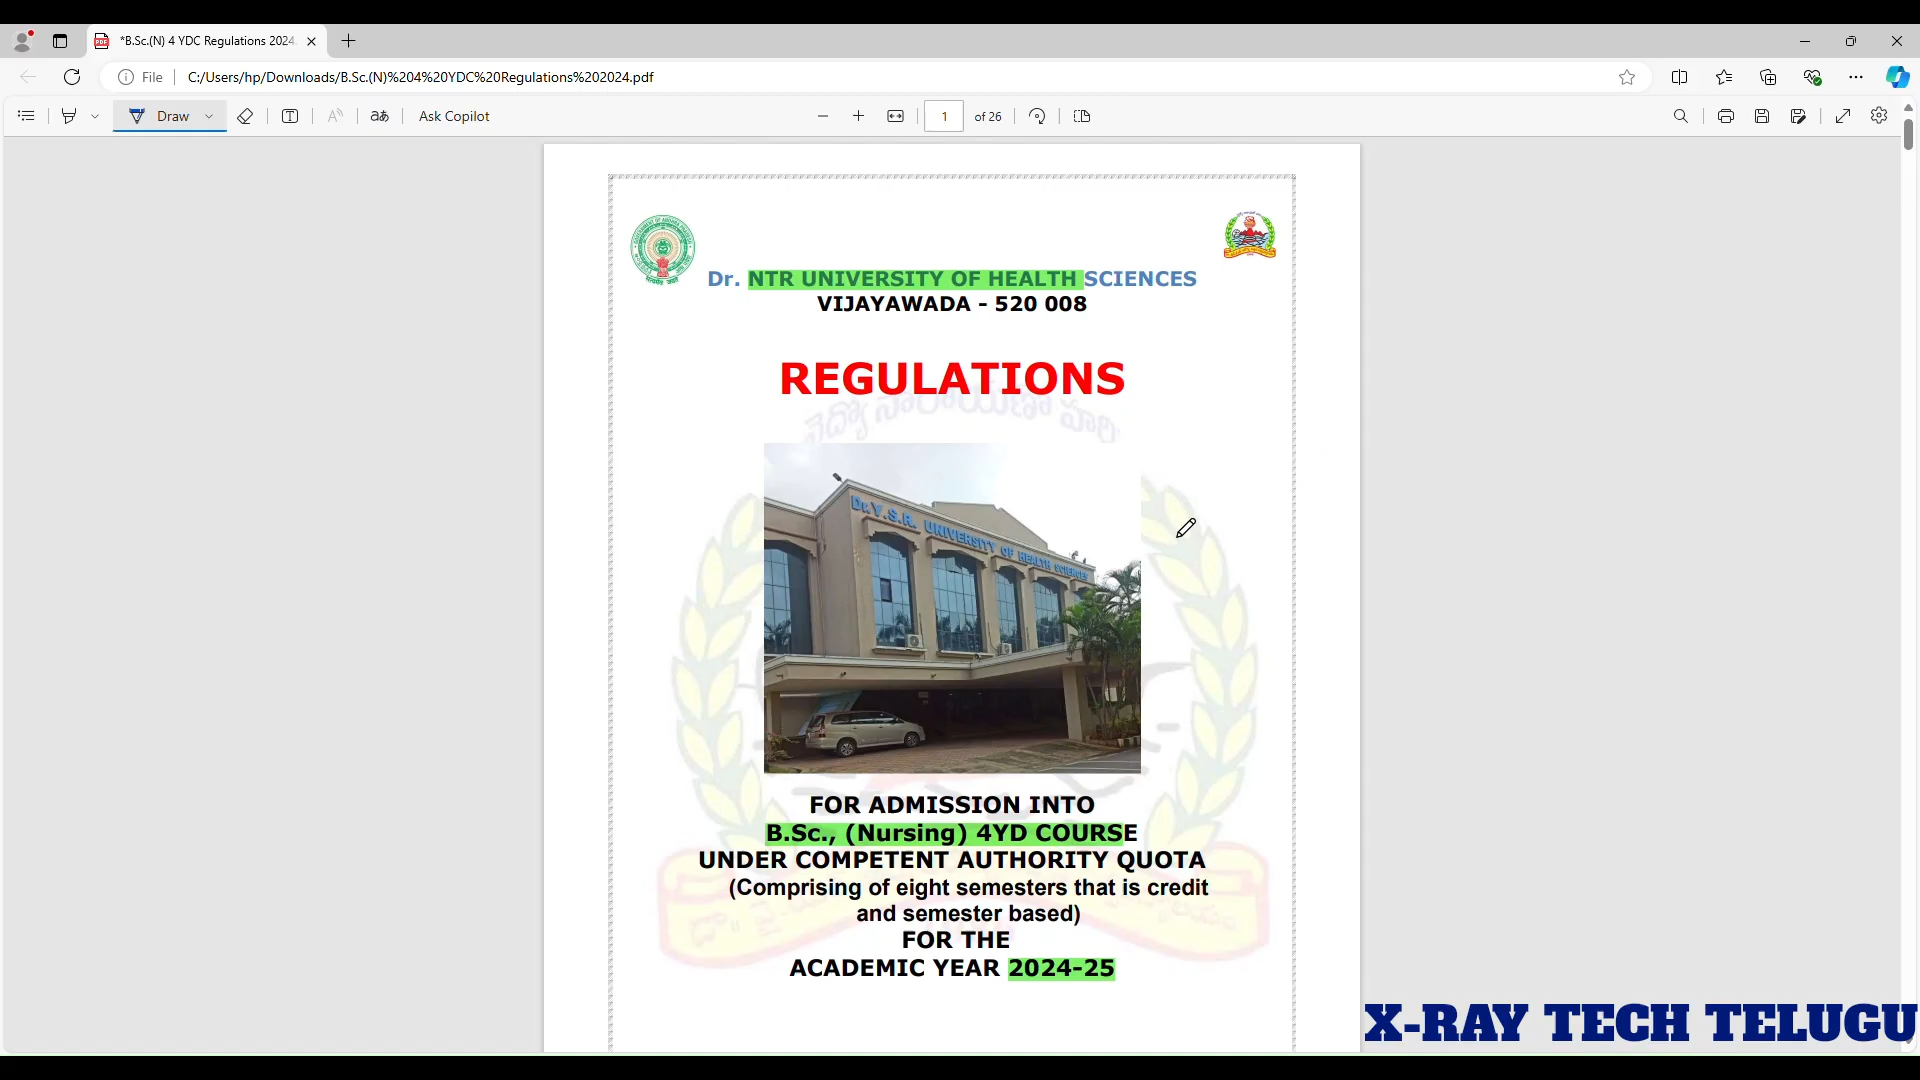 *B.Sc.(N) 4 YDC Regulations 2024
File
C:/Users/hp/Downloads/B.Sc.(N)%204%20YDC%20Regulations%202024.pdf
Draw
Ask Copilot
1 of 26
Dr. NTR UNIVERSITY OF HEALTH SCIENCES
VIJAYAWADA - 520 008
REGULATIONS
వైద్యో నారాయణో హరి
Dr.Y.S.R. UNIVERSITY OF HEALTH SCIENCES
FOR ADMISSION INTO
B.Sc., (Nursing) 4YD COURSE
UNDER COMPETENT AUTHORITY QUOTA
(Comprising of eight semesters that is credit
and semester based)
FOR THE
ACADEMIC YEAR 2024-25
X-RAY TECH TELUGU